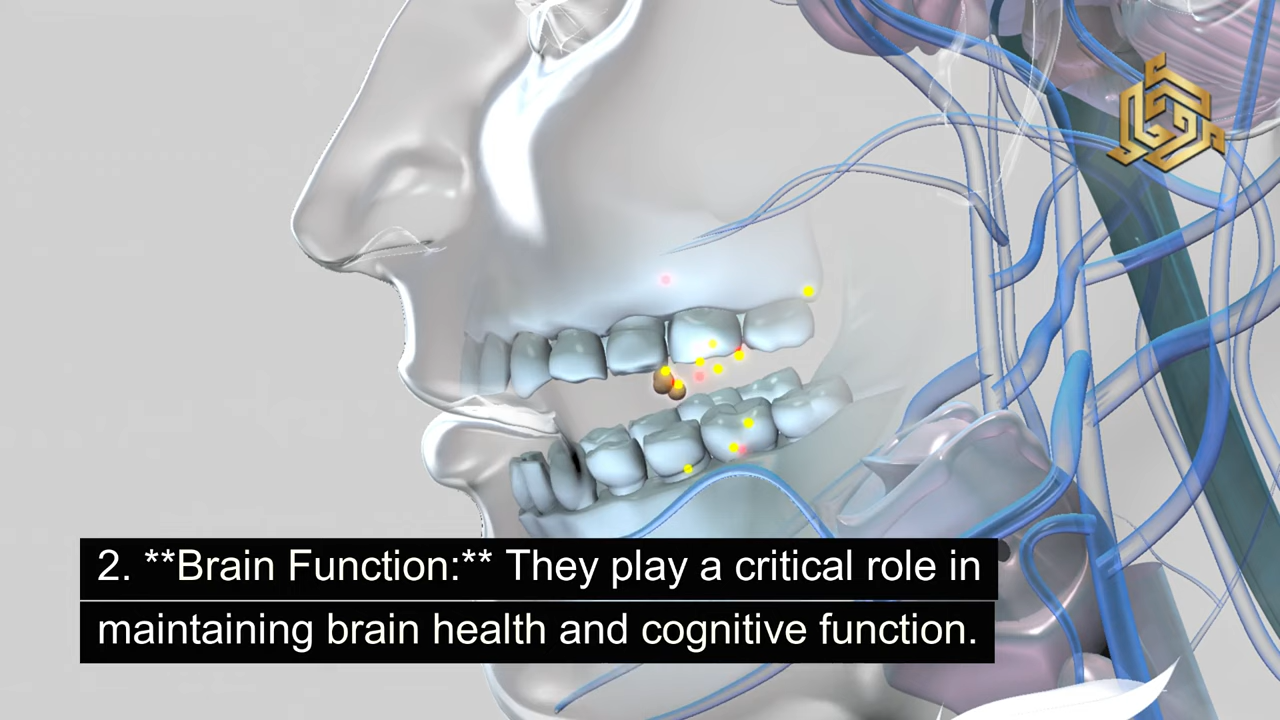 2. **Brain Function:** They play a critical role in
maintaining brain health and cognitive function.